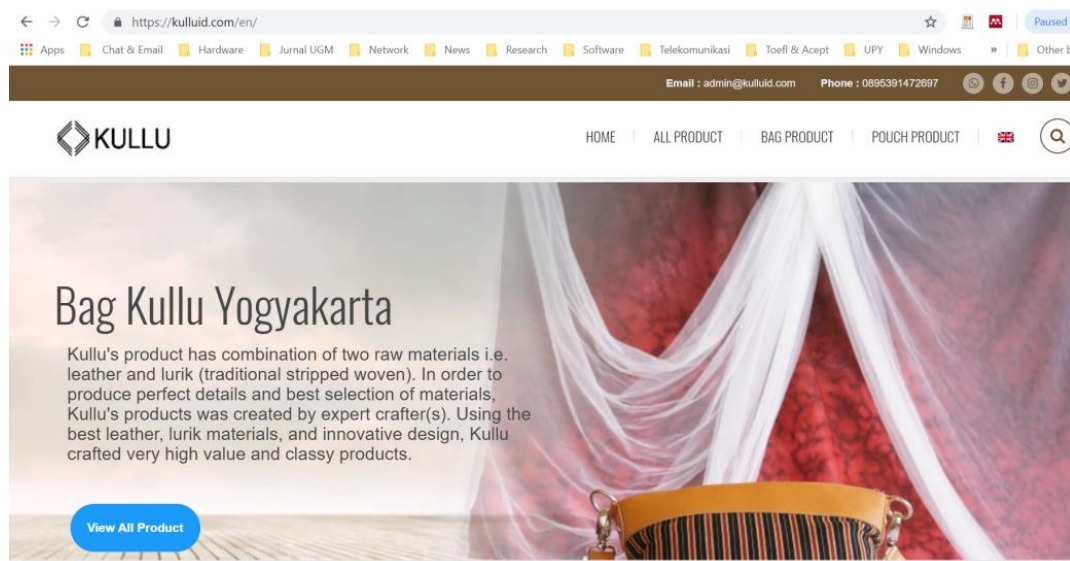 https://kulluid.com/en/
Paused
Apps Chat & Email Hardware Jurnal UGM Network News Research Software Telekomunikasi Toefl & Acept UPY Windows » Other b
Email : admin@kulluid.com Phone : 0895391472697
KULLU HOME ALL PRODUCT BAG PRODUCT POUCH PRODUCT
Bag Kullu Yogyakarta
Kullu's product has combination of two raw materials i.e.
leather and lurik (traditional stripped woven). In order to
produce perfect details and best selection of materials,
Kullu's products was created by expert crafter(s). Using the
best leather, lurik materials, and innovative design, Kullu
crafted very high value and classy products.
View All Product